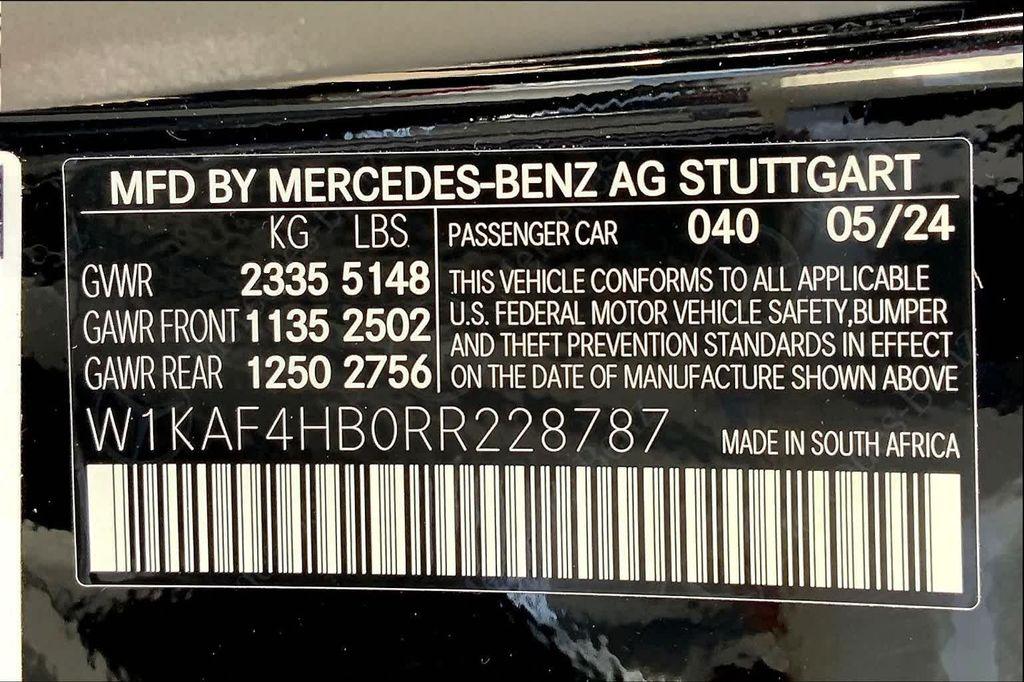 MFD BY MERCEDES-BENZ AG STUTTGART
KG LBS
GVWR 2335 5148
GAWR FRONT 1135 2502
GAWR REAR 1250 2756
PASSENGER CAR 040 05/24
THIS VEHICLE CONFORMS TO ALL APPLICABLE
U.S. FEDERAL MOTOR VEHICLE SAFETY,BUMPER
AND THEFT PREVENTION STANDARDS IN EFFECT
ON THE DATE OF MANUFACTURE SHOWN ABOVE
W1KAF4HB0RR228787
MADE IN SOUTH AFRICA